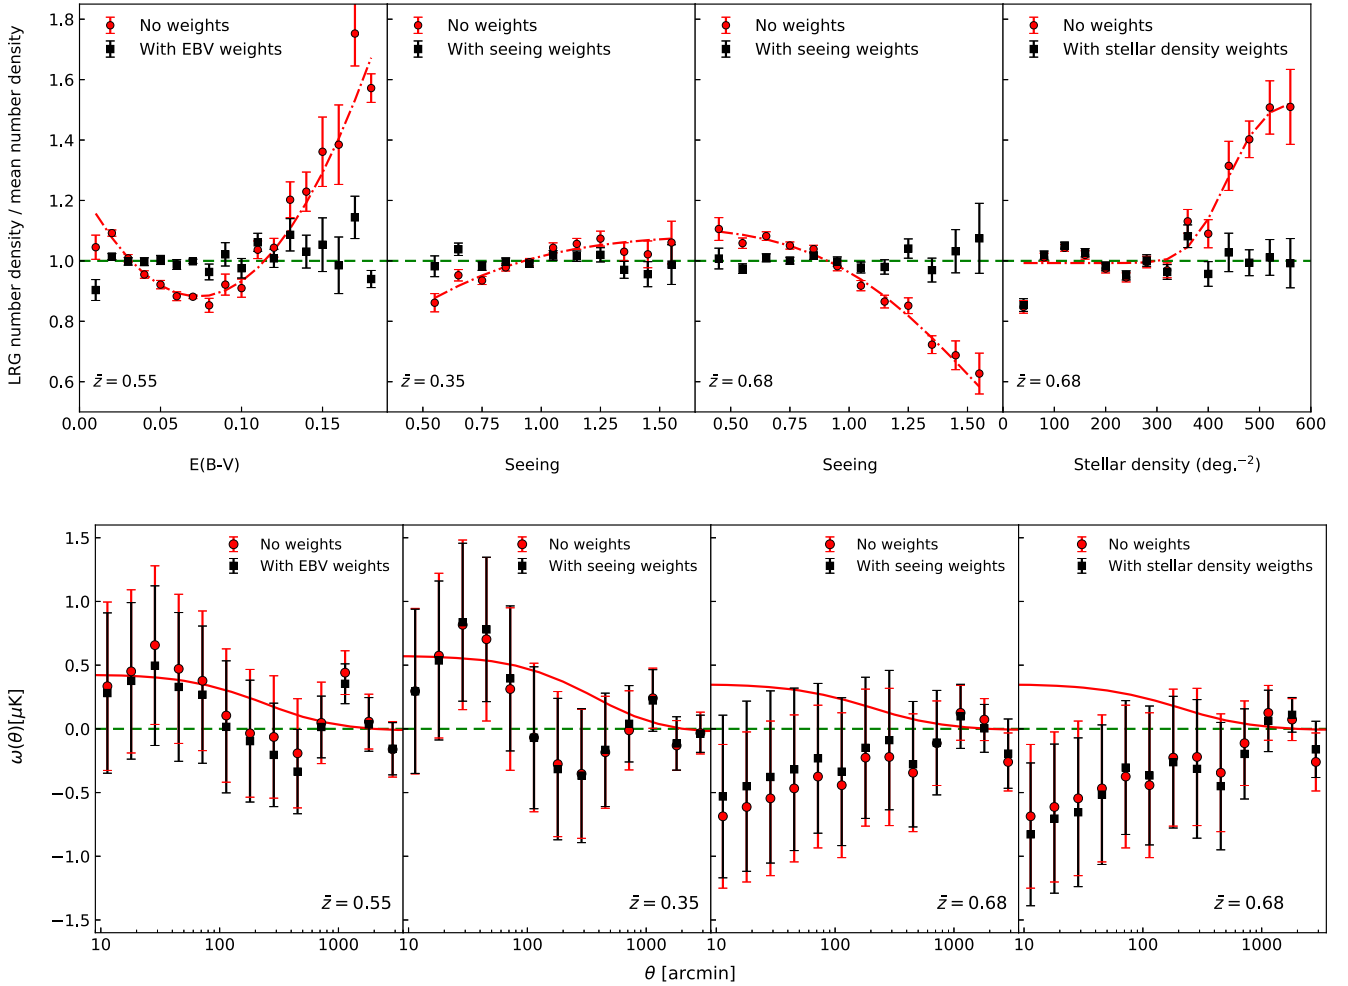 LRG number density / mean number density
1.8
1.6
1.4
1.2
1.0
0.8
0.6
No weights
With EBV weights
z̄ = 0.55
No weights
With seeing weights
z̄ = 0.35
No weights
With seeing weights
z̄ = 0.68
No weights
With stellar density weights
z̄ = 0.68
0.00 0.05 0.10 0.15
0.50 0.75 1.00 1.25 1.50
0.50 0.75 1.00 1.25 1.50
0 100 200 300 400 500 600
E(B-V)
Seeing
Seeing
Stellar density (deg.⁻²)
ω(θ)[μK]
1.5
1.0
0.5
0.0
−0.5
−1.0
−1.5
No weights
With EBV weights
z̄ = 0.55
No weights
With seeing weights
z̄ = 0.35
No weights
With seeing weights
z̄ = 0.68
No weights
With stellar density weigths
z̄ = 0.68
10 100 1000
10 100 1000
10 100 1000
10 100 1000
θ [arcmin]